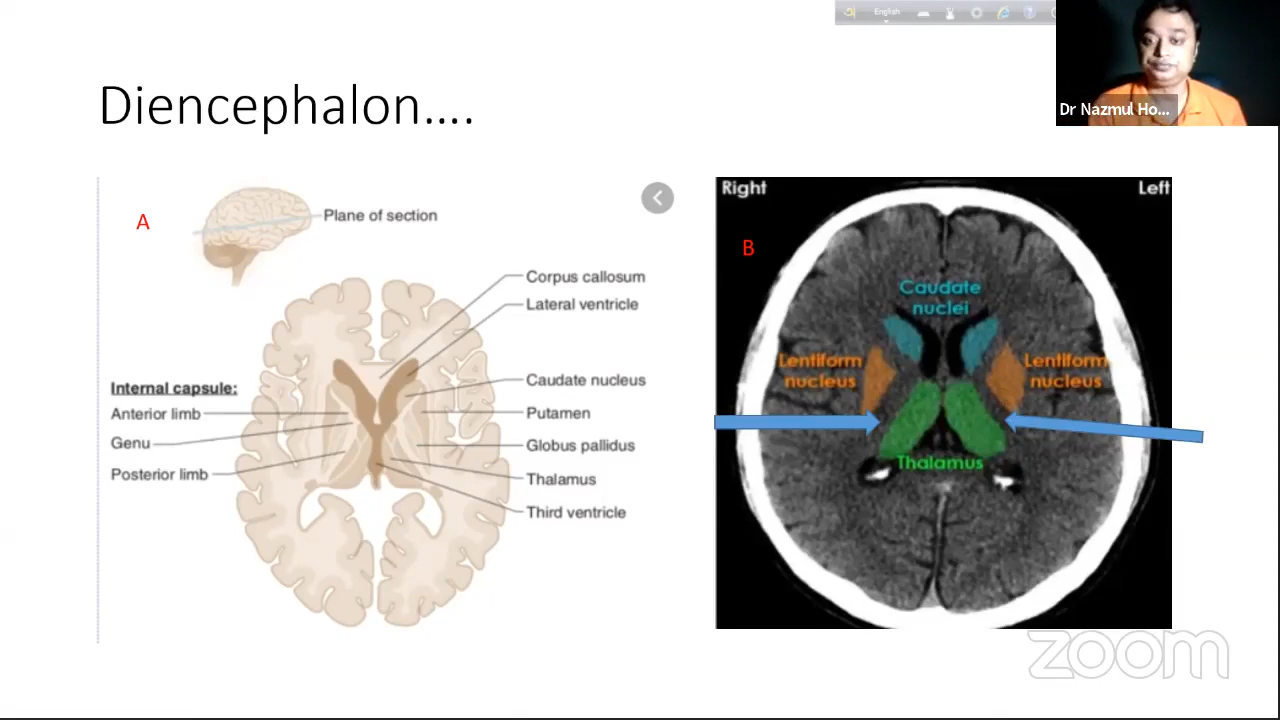 English
Dr Nazmul Ho...
Diencephalon....
A
Plane of section
Corpus callosum
Lateral ventricle
Internal capsule:
Anterior limb
Genu
Posterior limb
Caudate nucleus
Putamen
Globus pallidus
Thalamus
Third ventricle
Right
Left
B
Caudate
nuclei
Lentiform
nucleus
Lentiform
nucleus
Thalamus
zoom